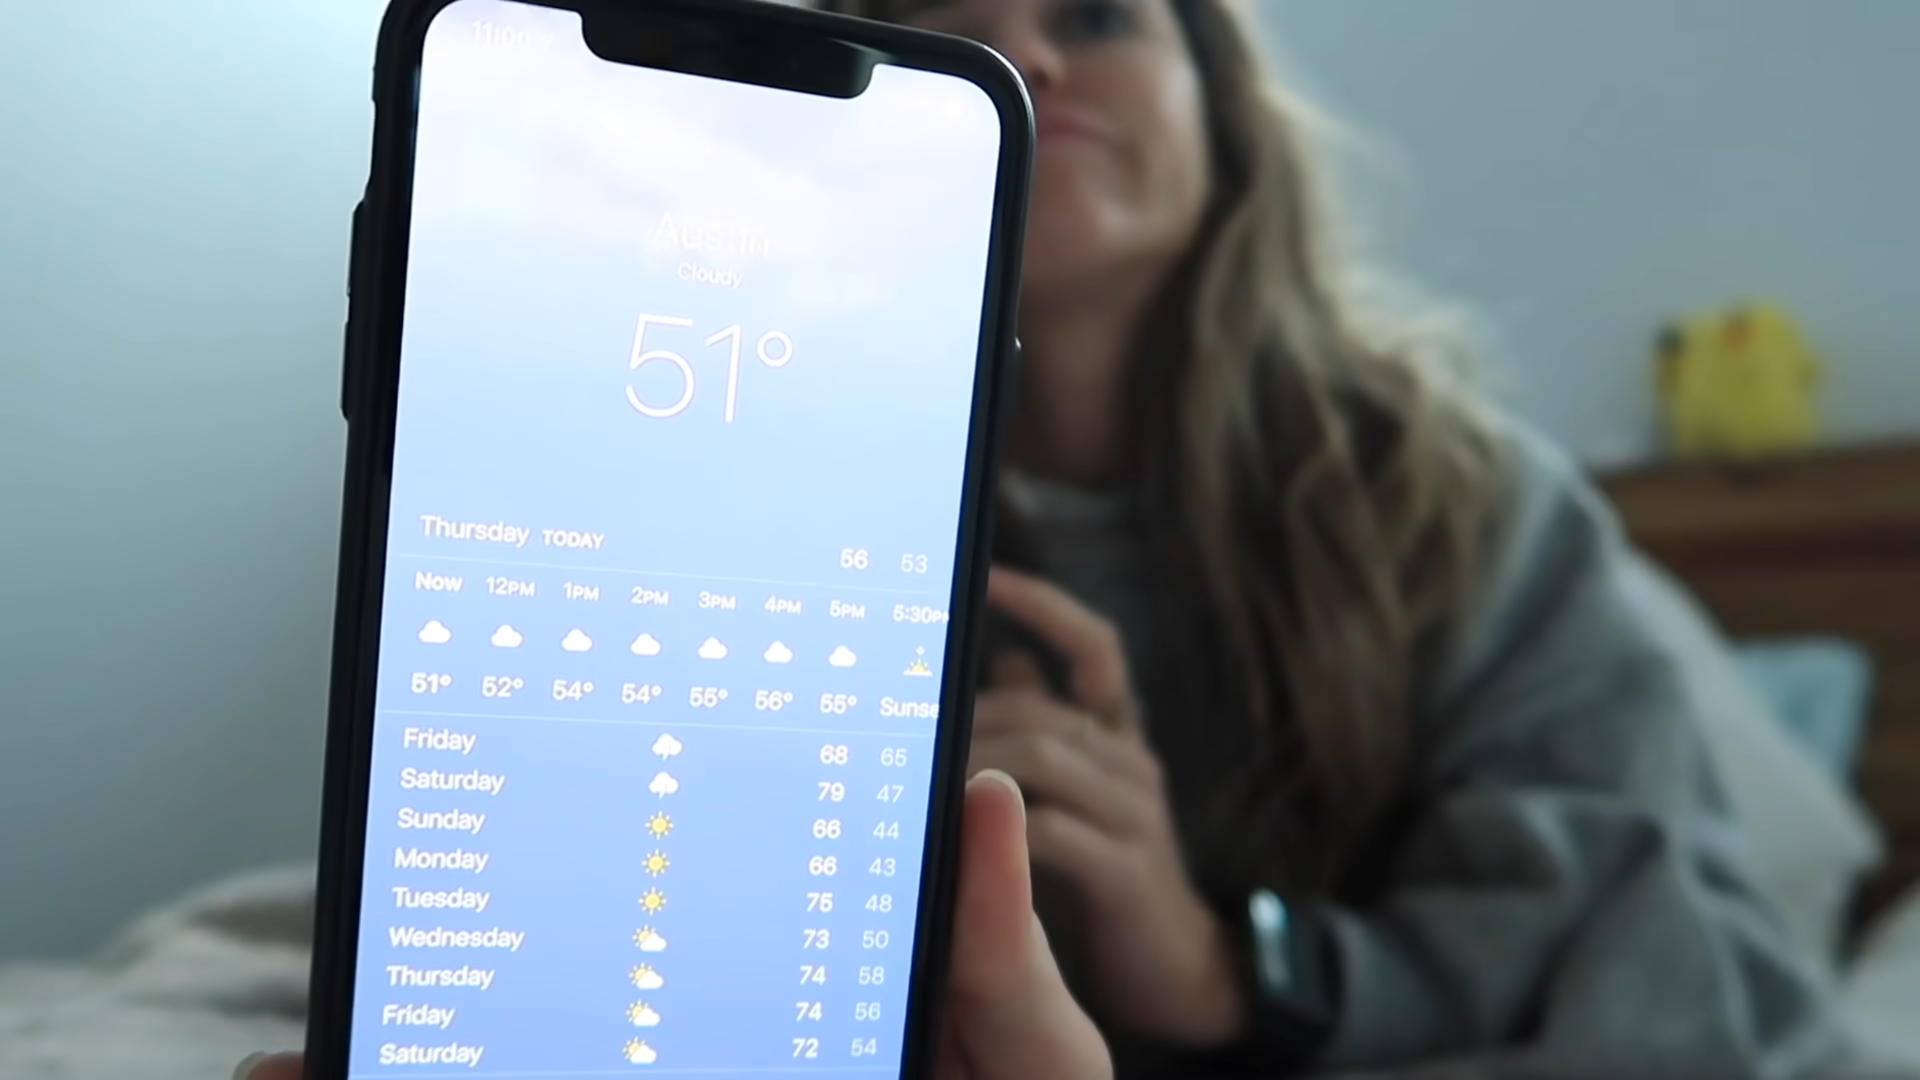 Austin
Cloudy
51°
Thursday TODAY 56 53
Now 12PM 1PM 2PM 3PM 4PM 5PM 5:30P
51° 52° 54° 54° 55° 56° 55° Sunse
Friday 68 65
Saturday 79 47
Sunday 66 44
Monday 66 43
Tuesday 75 48
Wednesday 73 50
Thursday 74 58
Friday 74 56
Saturday 72 54